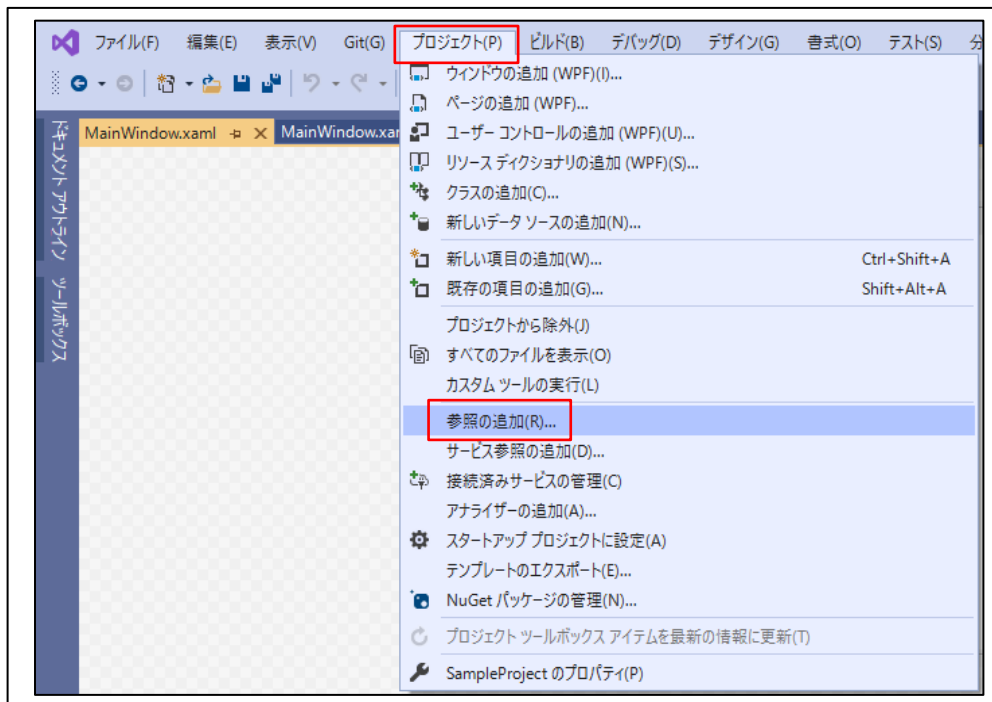 ファイル(F) 編集(E) 表示(V) Git(G) プロジェクト(P) ビルド(B) デバッグ(D) デザイン(G) 書式(O) テスト(S) 分
MainWindow.xaml MainWindow.xar
ドキュメント アウトライン
ツールボックス
ウィンドウの追加 (WPF)(I)...
ページの追加 (WPF)...
ユーザー コントロールの追加 (WPF)(U)...
リソース ディクショナリの追加 (WPF)(S)...
クラスの追加(C)...
新しいデータ ソースの追加(N)...
新しい項目の追加(W)... Ctrl+Shift+A
既存の項目の追加(G)... Shift+Alt+A
プロジェクトから除外(J)
すべてのファイルを表示(O)
カスタム ツールの実行(L)
参照の追加(R)...
サービス参照の追加(D)...
接続済みサービスの管理(C)
アナライザーの追加(A)...
スタートアップ プロジェクトに設定(A)
テンプレートのエクスポート(E)...
NuGet パッケージの管理(N)...
プロジェクト ツールボックス アイテムを最新の情報に更新(T)
SampleProject のプロパティ(P)